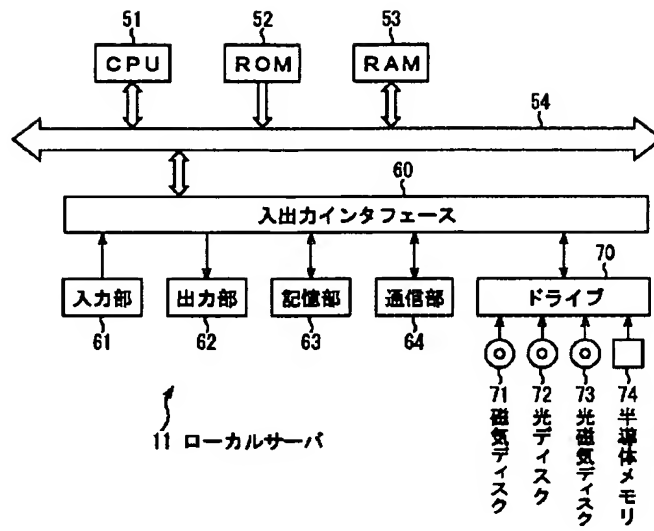 51
52
53
CPU
ROM
RAM
54
60
入出力インタフェース
70
入力部
出力部
記憶部
通信部
ドライブ
61
62
63
64
71 磁気ディスク
72 光ディスク
73 光磁気ディスク
74 半導体メモリ
11 ローカルサーバ